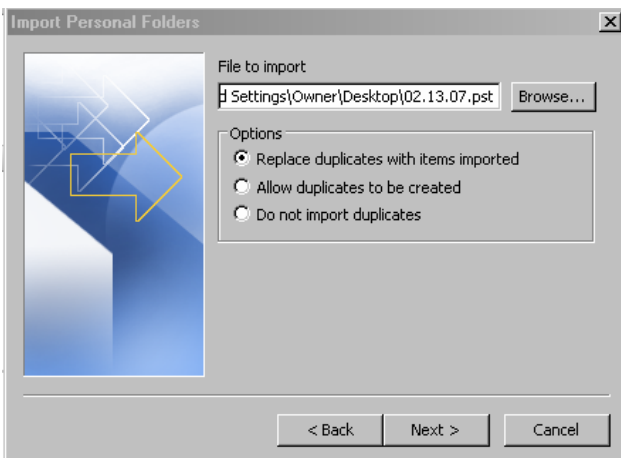 Import Personal Folders
File to import
d Settings\Owner\Desktop\02.13.07.pst Browse...
Options
Replace duplicates with items imported
Allow duplicates to be created
Do not import duplicates
< Back Next > Cancel